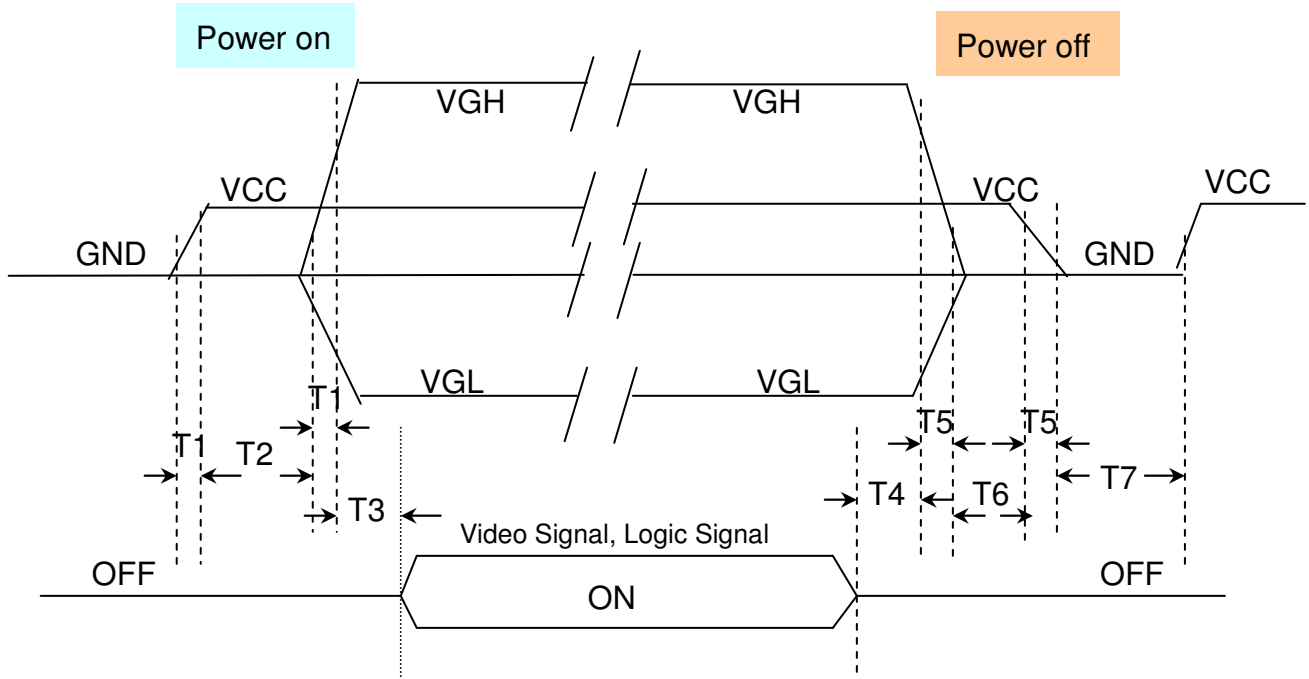 Power on
Power off
VGH
VGH
VCC
VCC
VCC
GND
GND
VGL
VGL
T1
T5
T5
T1
T2
T7
T3
T4
T6
Video Signal, Logic Signal
OFF
ON
OFF